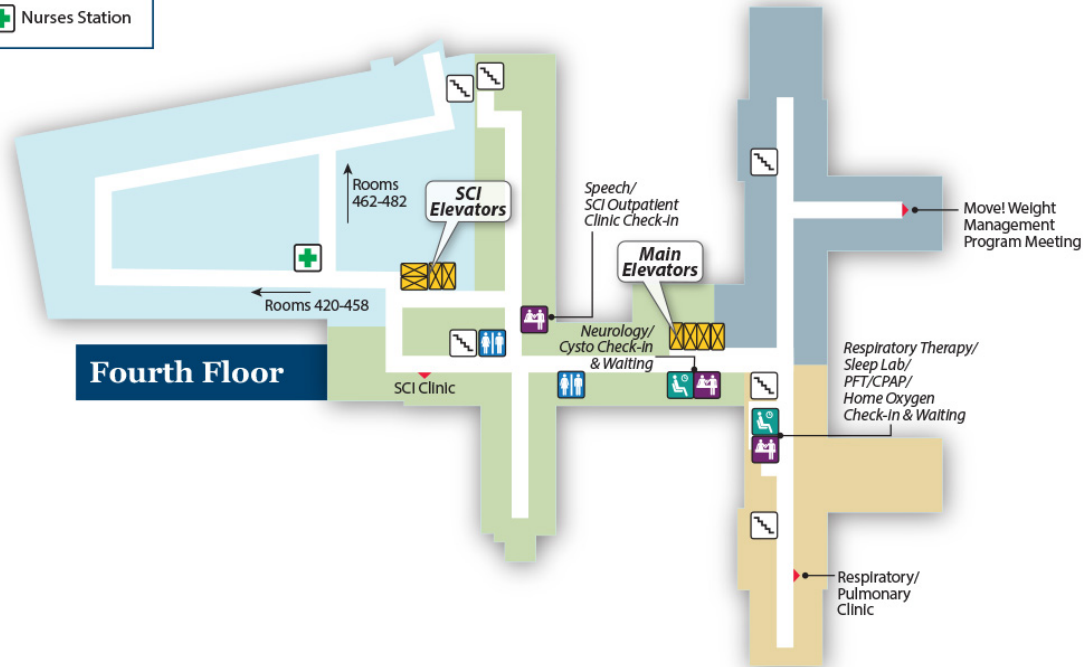 Nurses Station
Rooms
462-482
SCI
Elevators
Speech/
SCI Outpatient
Clinic Check-in
Main
Elevators
Move! Weight
Management
Program Meeting
Rooms 420-458
Neurology/
Cysto Check-in
& Waiting
Fourth Floor
SCI Clinic
Respiratory Therapy/
Sleep Lab/
PFT/CPAP/
Home Oxygen
Check-in & Waiting
Respiratory/
Pulmonary
Clinic